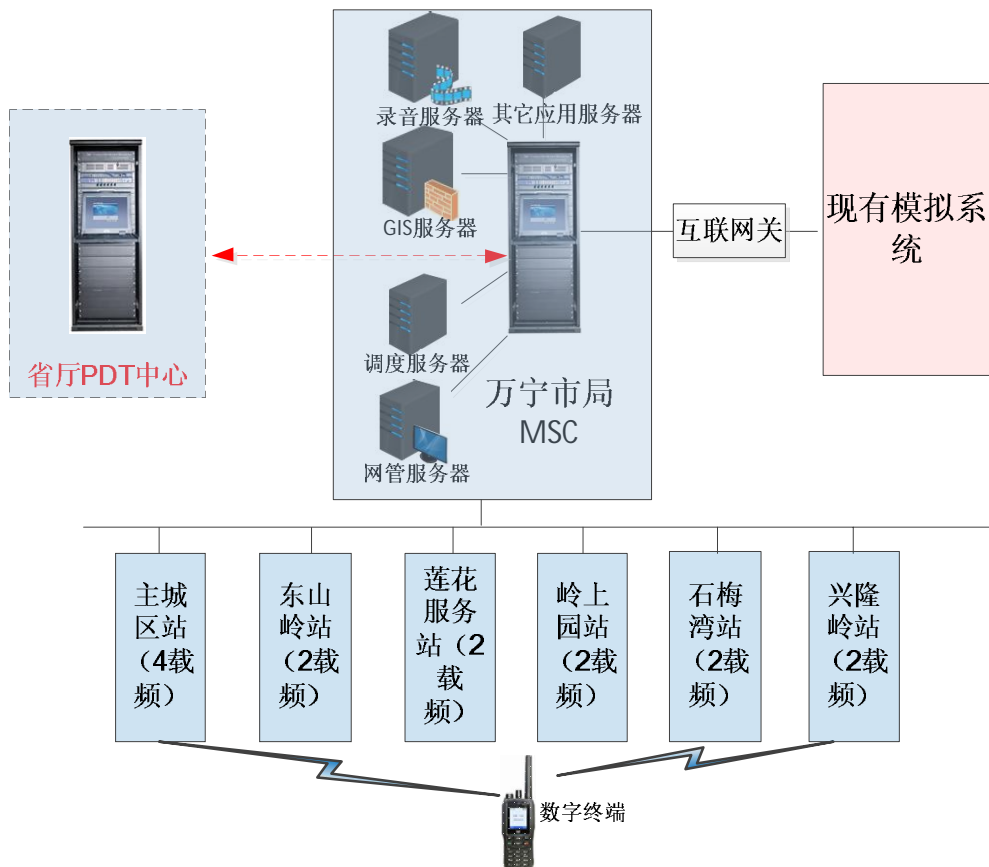 录音服务器
其它应用服务器
GIS服务器
调度服务器
网管服务器
万宁市局
MSC
省厅PDT中心
互联网关
现有模拟系
统
主城
区站
（4载
频）
东山
岭站
（2载
频）
莲花
服务
站（2
载
频）
岭上
园站
（2载
频）
石梅
湾站
（2载
频）
兴隆
岭站
（2载
频）
数字终端